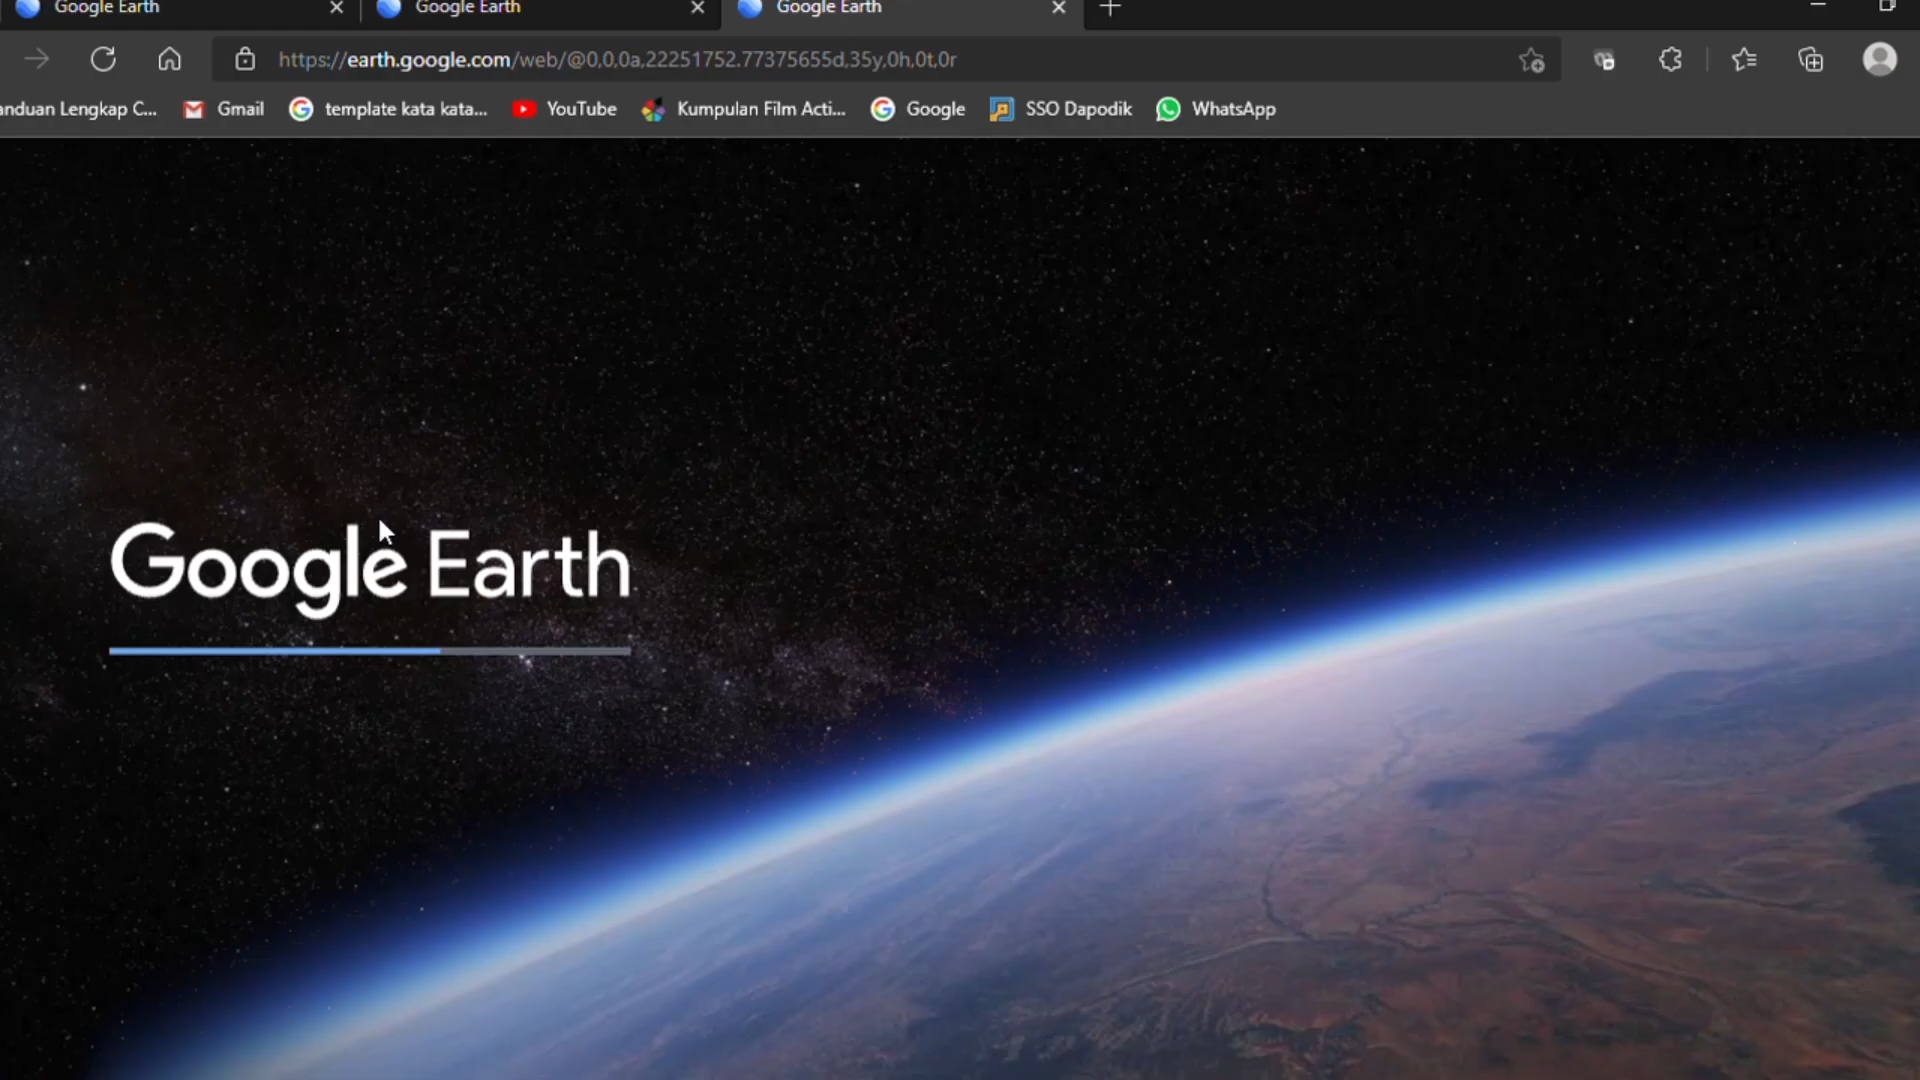 Google Earth Google Earth Google Earth
https://earth.google.com/web/@0,0,0a,22251752.77375655d,35y,0h,0t,0r
anduan Lengkap C... Gmail template kata kata... YouTube Kumpulan Film Acti... Google SSO Dapodik WhatsApp
Google Earth